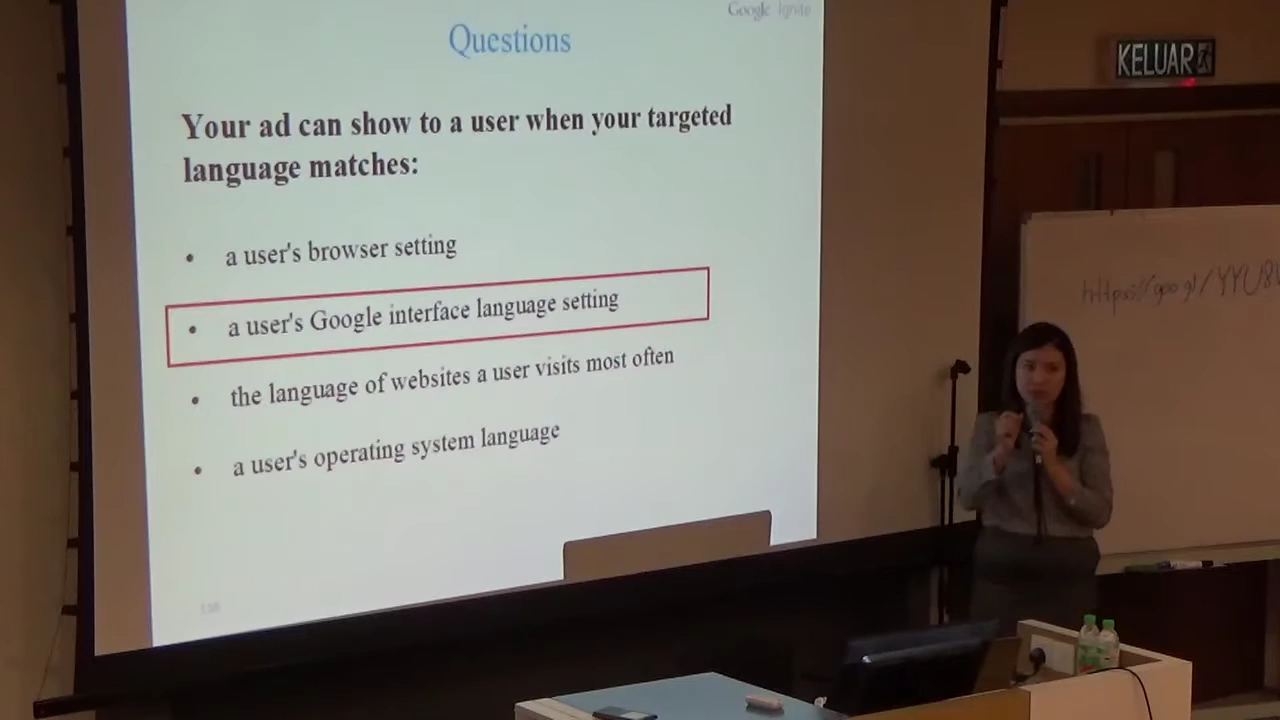 Google Ignite
Questions
KELUAR
Your ad can show to a user when your targeted
language matches:
• a user's browser setting
• a user's Google interface language setting
• the language of websites a user visits most often
• a user's operating system language